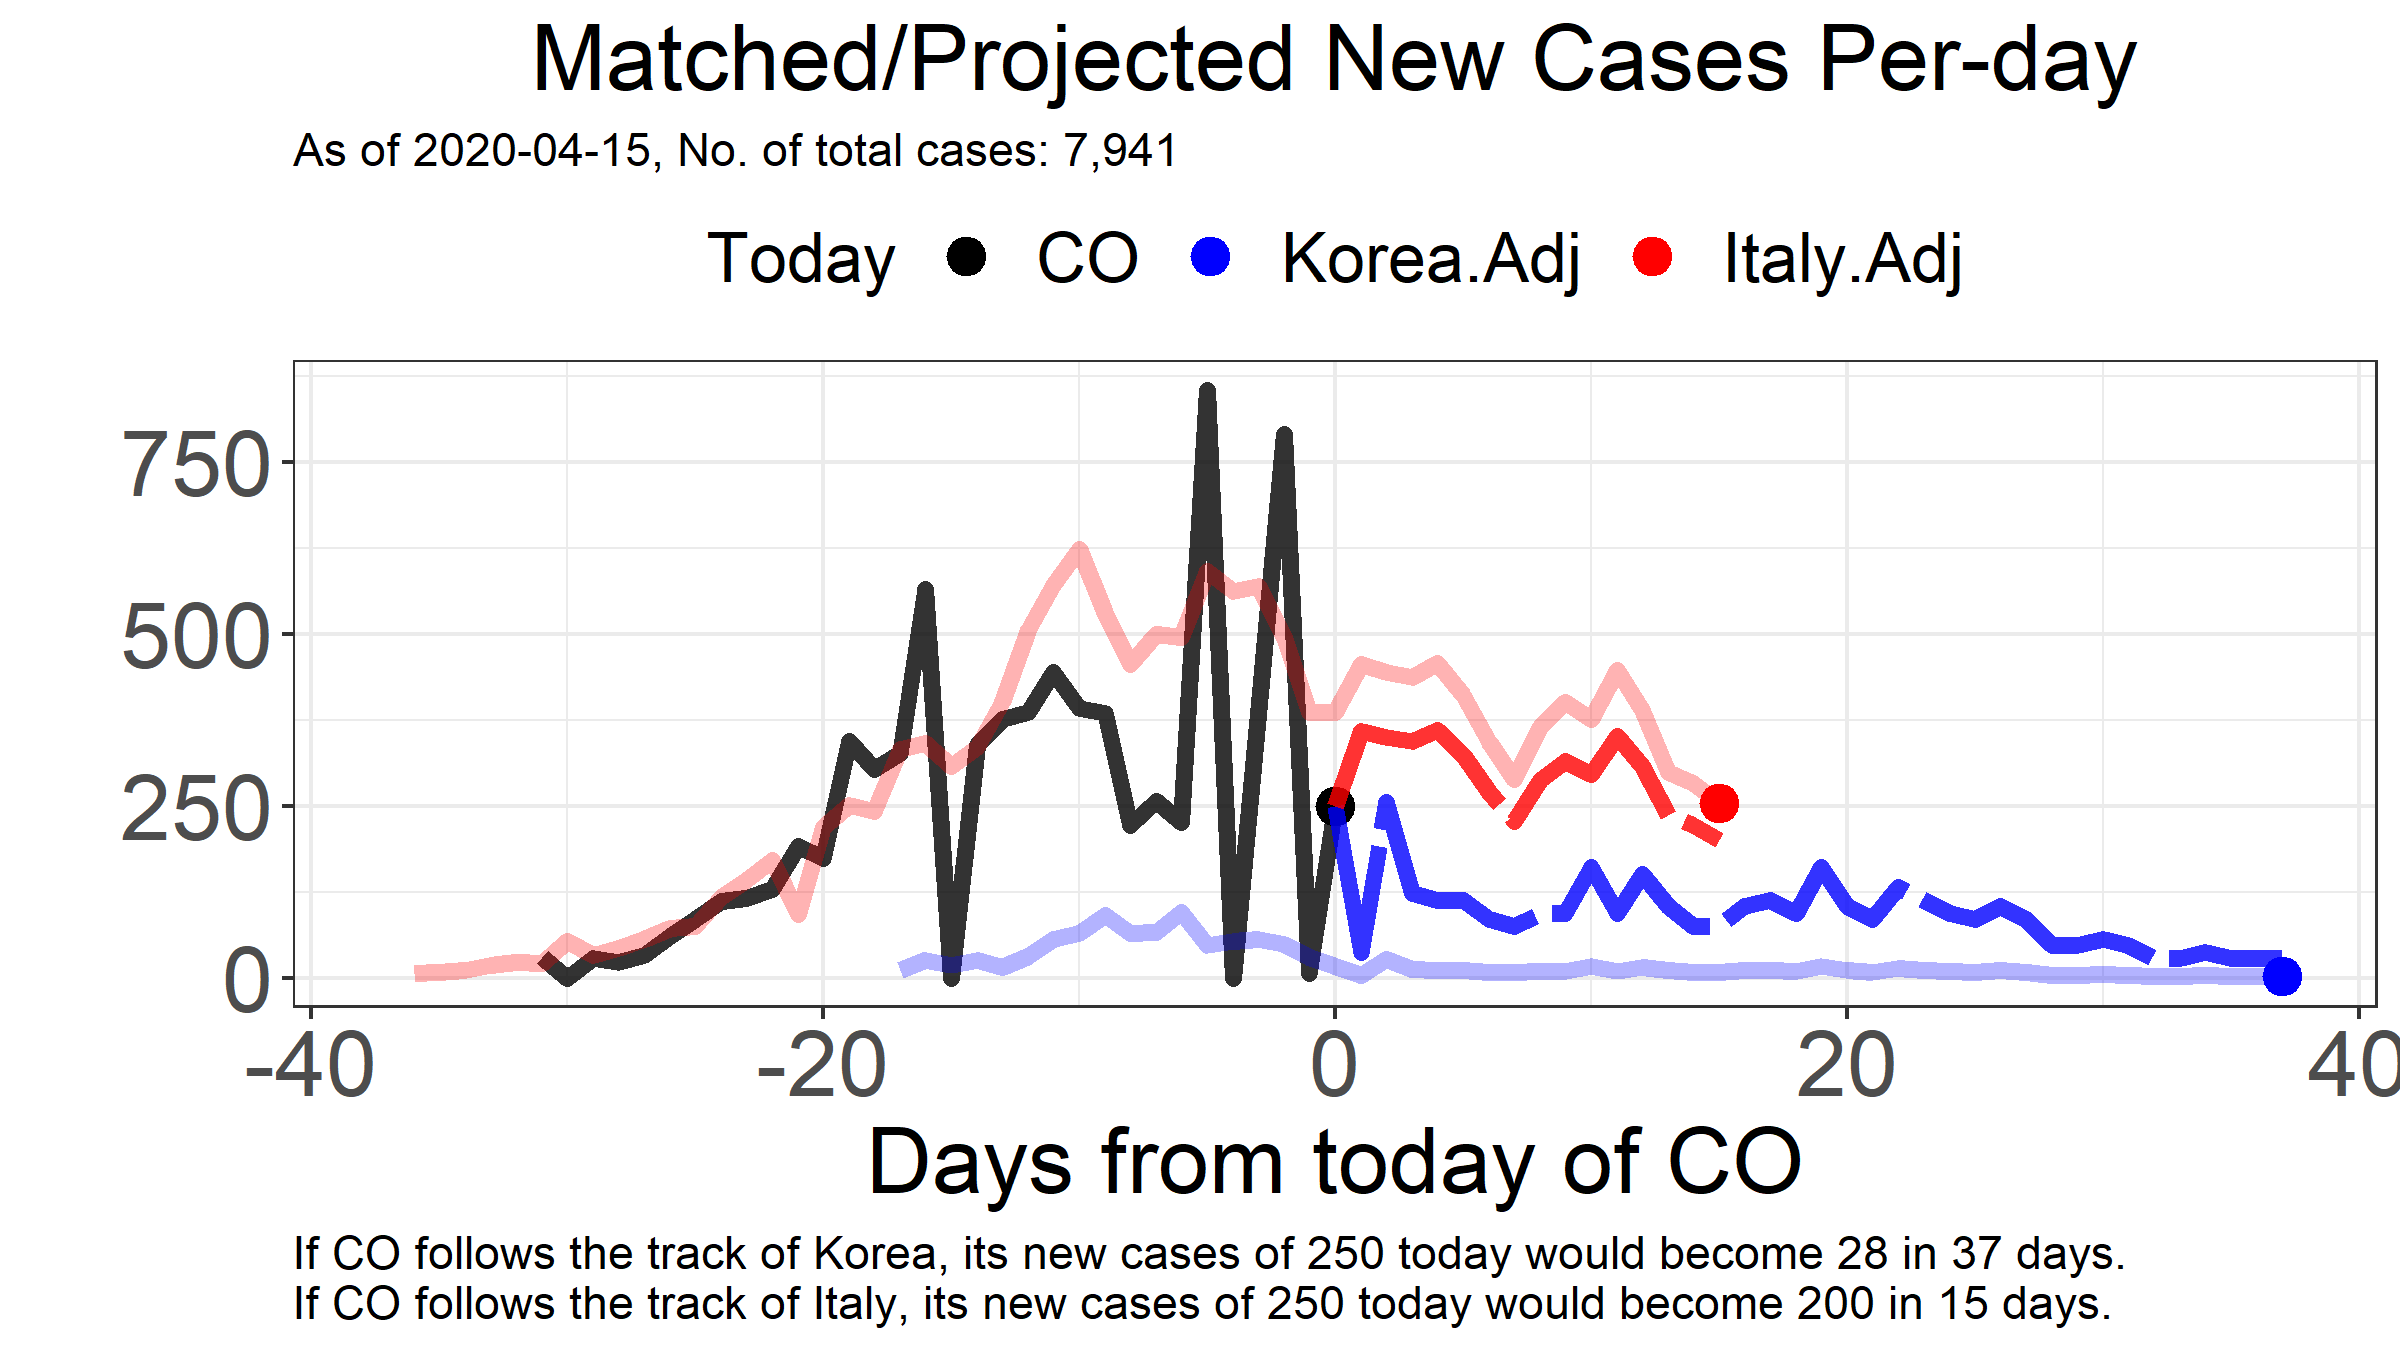 Matched/Projected New Cases Per-day
As of 2020-04-15, No. of total cases: 7,941
Today CO Korea.Adj Italy.Adj
750
500
250
0
-40 -20 0 20 40
Days from today of CO
If CO follows the track of Korea, its new cases of 250 today would become 28 in 37 days.
If CO follows the track of Italy, its new cases of 250 today would become 200 in 15 days.